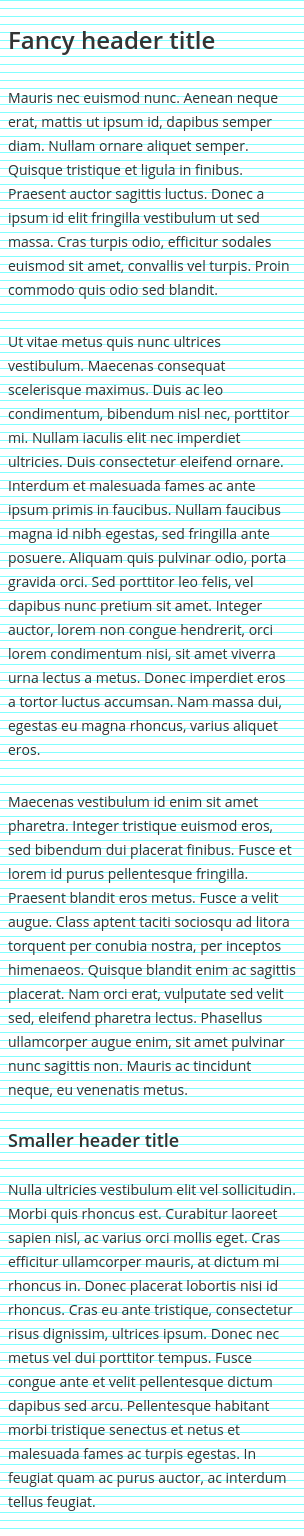 Fancy header title
Mauris nec euismod nunc. Aenean neque
erat, mattis ut ipsum id, dapibus semper
diam. Nullam ornare aliquet semper.
Quisque tristique et ligula in finibus.
Praesent auctor sagittis luctus. Donec a
ipsum id elit fringilla vestibulum ut sed
massa. Cras turpis odio, efficitur sodales
euismod sit amet, convallis vel turpis. Proin
commodo quis odio sed blandit.
Ut vitae metus quis nunc ultrices
vestibulum. Maecenas consequat
scelerisque maximus. Duis ac leo
condimentum, bibendum nisl nec, porttitor
mi. Nullam iaculis elit nec imperdiet
ultricies. Duis consectetur eleifend ornare.
Interdum et malesuada fames ac ante
ipsum primis in faucibus. Nullam faucibus
magna id nibh egestas, sed fringilla ante
posuere. Aliquam quis pulvinar odio, porta
gravida orci. Sed porttitor leo felis, vel
dapibus nunc pretium sit amet. Integer
auctor, lorem non congue hendrerit, orci
lorem condimentum nisi, sit amet viverra
urna lectus a metus. Donec imperdiet eros
a tortor luctus accumsan. Nam massa dui,
egestas eu magna rhoncus, varius aliquet
eros.
Maecenas vestibulum id enim sit amet
pharetra. Integer tristique euismod eros,
sed bibendum dui placerat finibus. Fusce et
lorem id purus pellentesque fringilla.
Praesent blandit eros metus. Fusce a velit
augue. Class aptent taciti sociosqu ad litora
torquent per conubia nostra, per inceptos
himenaeos. Quisque blandit enim ac sagittis
placerat. Nam orci erat, vulputate sed velit
sed, eleifend pharetra lectus. Phasellus
ullamcorper augue enim, sit amet pulvinar
nunc sagittis non. Mauris ac tincidunt
neque, eu venenatis metus.
Smaller header title
Nulla ultricies vestibulum elit vel sollicitudin.
Morbi quis rhoncus est. Curabitur laoreet
sapien nisl, ac varius orci mollis eget. Cras
efficitur ullamcorper mauris, at dictum mi
rhoncus in. Donec placerat lobortis nisi id
rhoncus. Cras eu ante tristique, consectetur
risus dignissim, ultrices ipsum. Donec nec
metus vel dui porttitor tempus. Fusce
congue ante et velit pellentesque dictum
dapibus sed arcu. Pellentesque habitant
morbi tristique senectus et netus et
malesuada fames ac turpis egestas. In
feugiat quam ac purus auctor, ac interdum
tellus feugiat.